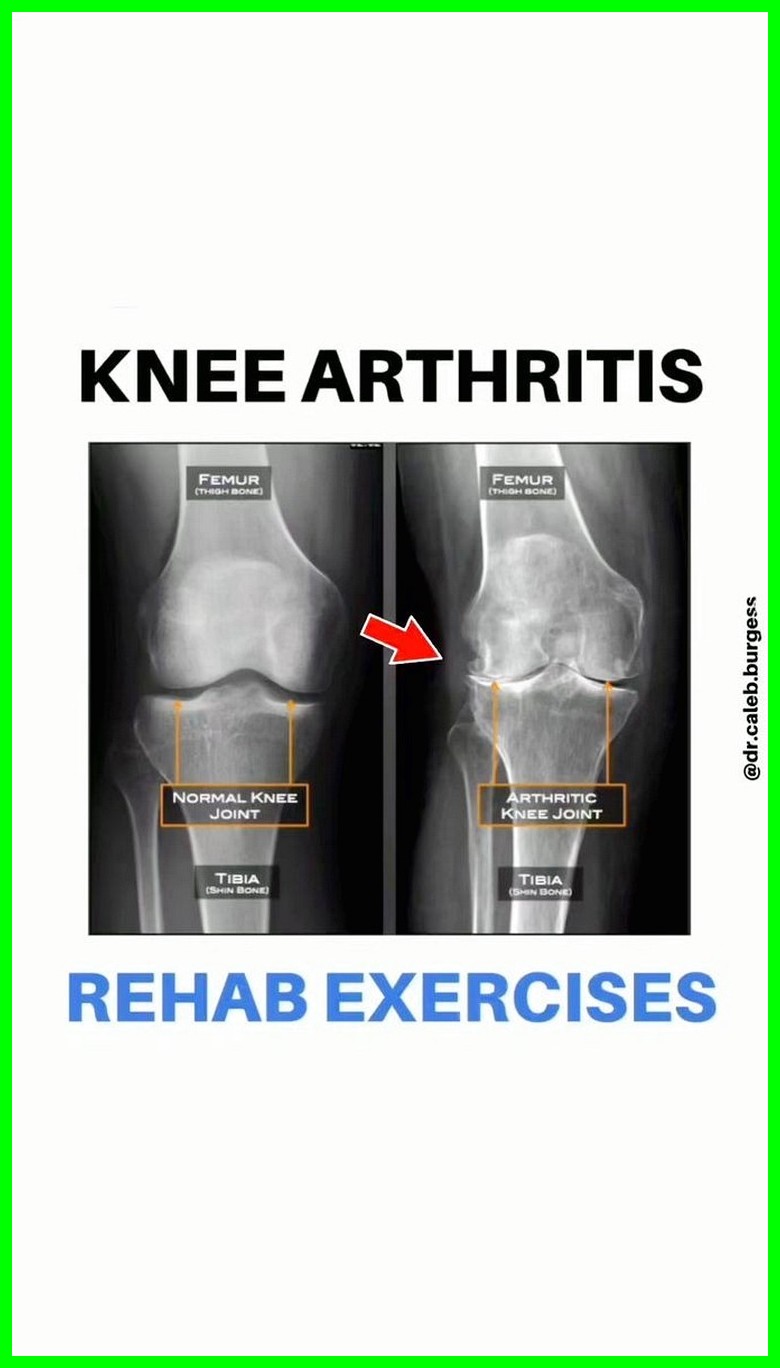 KNEE ARTHRITIS
FEMUR
(THIGH BONE)
FEMUR
(THIGH BONE)
NORMAL KNEE
JOINT
ARTHRITIC
KNEE JOINT
TIBIA
(SHIN BONE)
TIBIA
(SHIN BONE)
REHAB EXERCISES
@dr.caleb.burgess